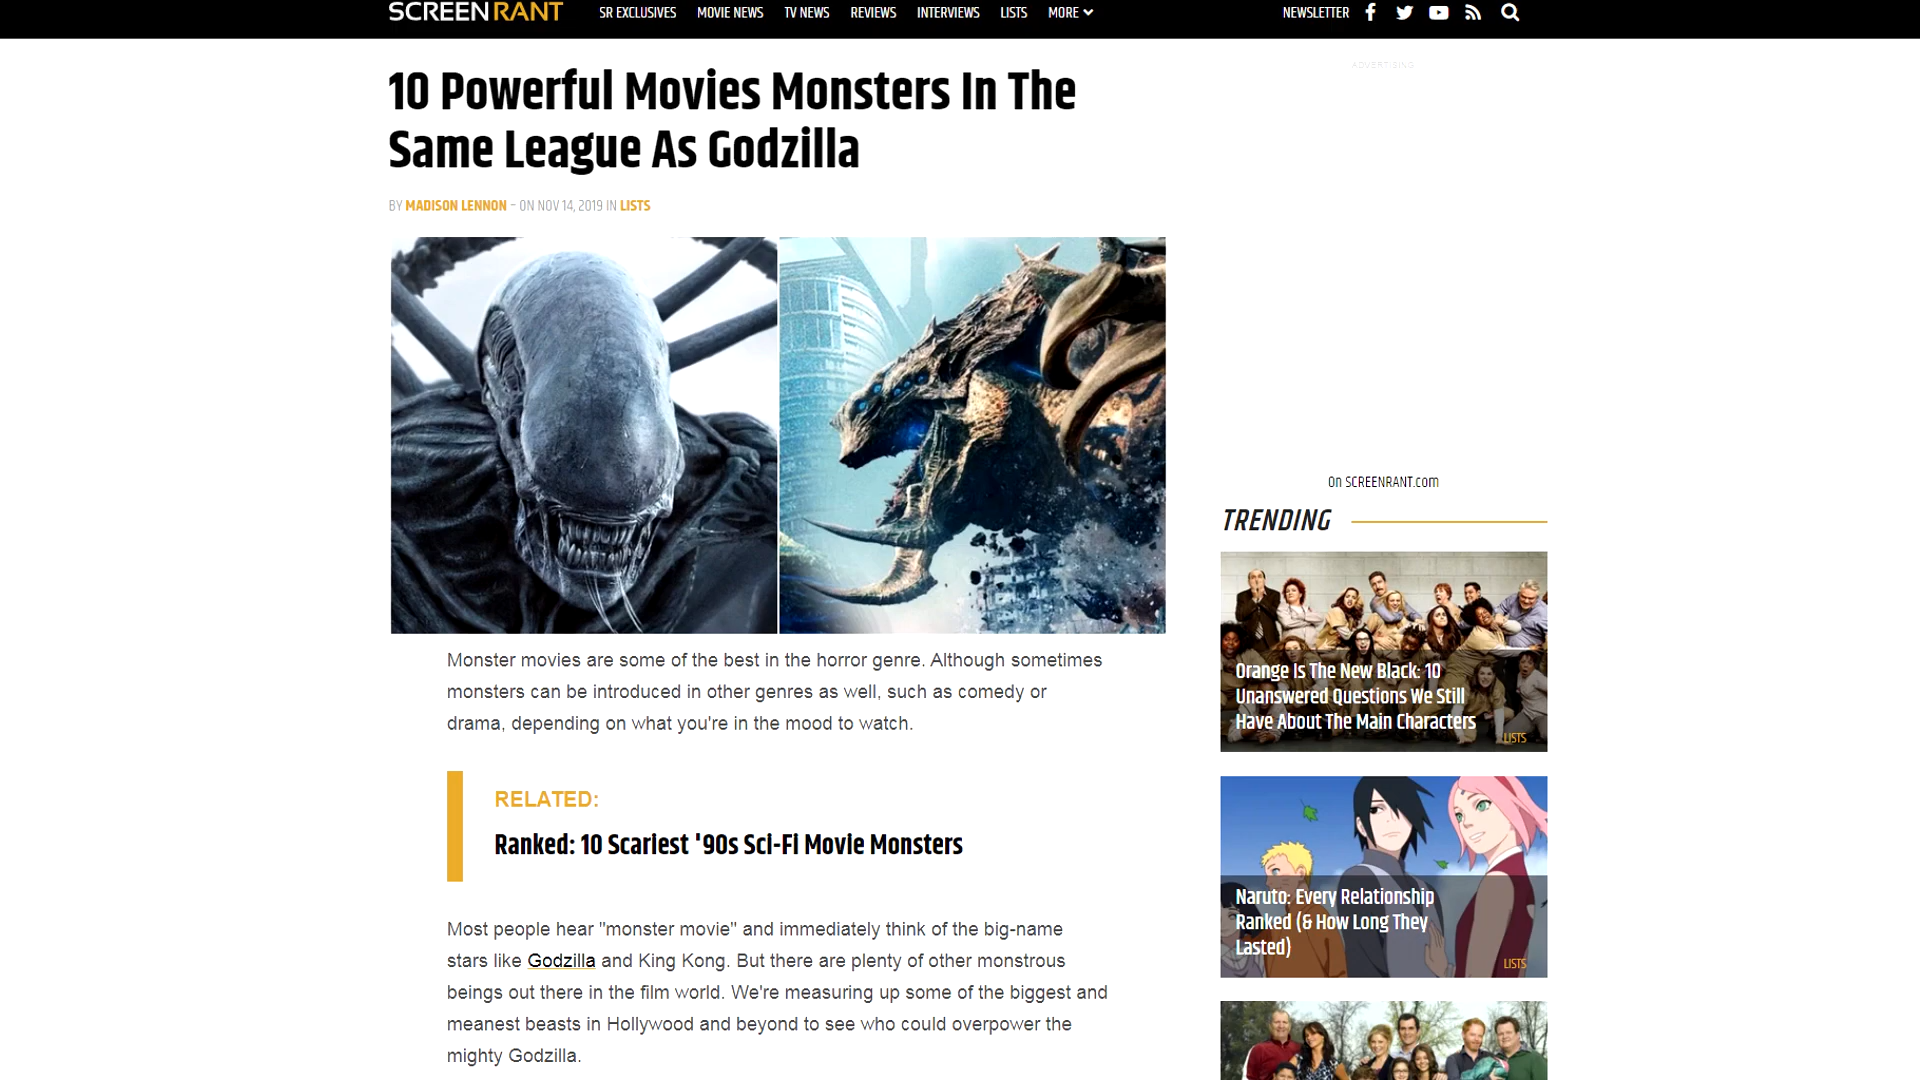 SCREENRANT
SR EXCLUSIVES MOVIE NEWS TV NEWS REVIEWS INTERVIEWS LISTS MORE
NEWSLETTER
10 Powerful Movies Monsters In The
Same League As Godzilla
BY MADISON LENNON – ON NOV 14, 2019 IN LISTS
Monster movies are some of the best in the horror genre. Although sometimes
monsters can be introduced in other genres as well, such as comedy or
drama, depending on what you're in the mood to watch.
RELATED:
Ranked: 10 Scariest '90s Sci-Fi Movie Monsters
Most people hear "monster movie" and immediately think of the big-name
stars like Godzilla and King Kong. But there are plenty of other monstrous
beings out there in the film world. We're measuring up some of the biggest and
meanest beasts in Hollywood and beyond to see who could overpower the
mighty Godzilla.
ADVERTISING
On SCREENRANT.com
TRENDING
Orange Is The New Black: 10
Unanswered Questions We Still
Have About The Main Characters
LISTS
Naruto: Every Relationship
Ranked (& How Long They
Lasted)
LISTS